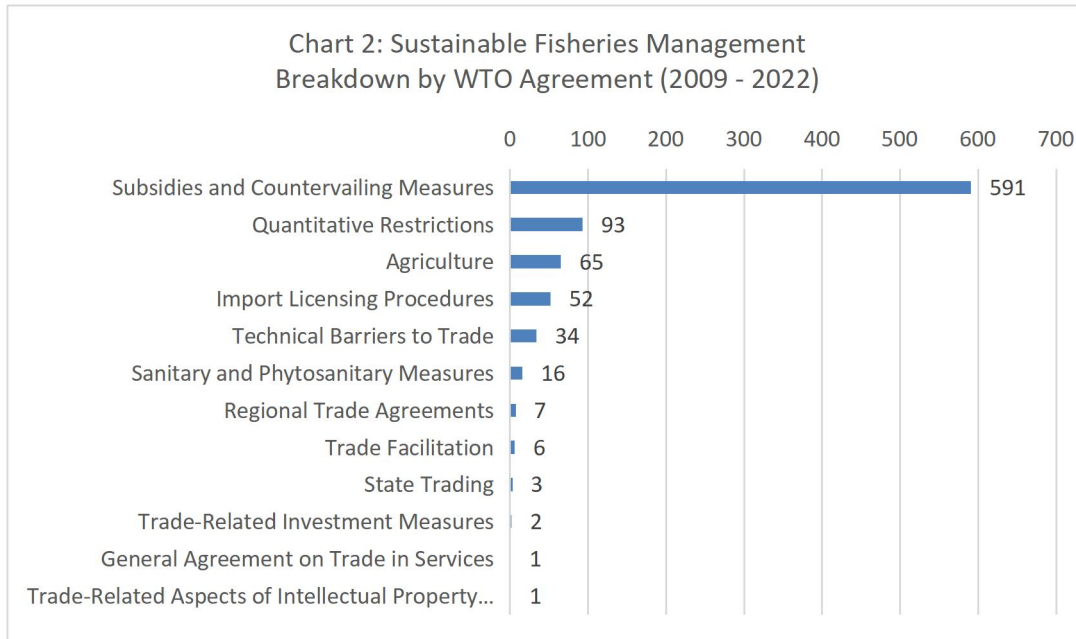 Chart 2: Sustainable Fisheries Management
Breakdown by WTO Agreement (2009 - 2022)
0 100 200 300 400 500 600 700
Subsidies and Countervailing Measures 591
Quantitative Restrictions 93
Agriculture 65
Import Licensing Procedures 52
Technical Barriers to Trade 34
Sanitary and Phytosanitary Measures 16
Regional Trade Agreements 7
Trade Facilitation 6
State Trading 3
Trade-Related Investment Measures 2
General Agreement on Trade in Services 1
Trade-Related Aspects of Intellectual Property... 1